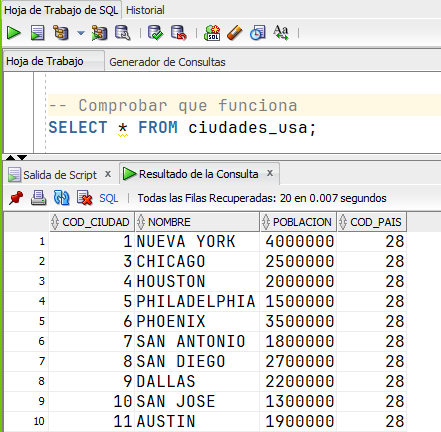 Hoja de Trabajo de SQL Historial
Hoja de Trabajo Generador de Consultas
-- Comprobar que funciona
SELECT * FROM ciudades_usa;
Salida de Script x Resultado de la Consulta x
SQL | Todas las Filas Recuperadas: 20 en 0.007 segundos
COD_CIUDAD NOMBRE POBLACION COD_PAIS
1 1 NUEVA YORK 4000000 28
2 3 CHICAGO 2500000 28
3 4 HOUSTON 2000000 28
4 5 PHILADELPHIA 1500000 28
5 6 PHOENIX 3500000 28
6 7 SAN ANTONIO 1800000 28
7 8 SAN DIEGO 2700000 28
8 9 DALLAS 2200000 28
9 10 SAN JOSE 1300000 28
10 11 AUSTIN 1900000 28